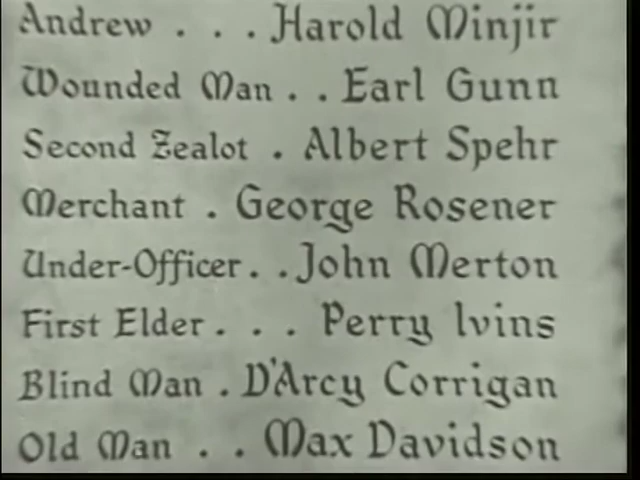 Andrew . . . Harold Minjir
Wounded Man . . Earl Gunn
Second Zealot . Albert Spehr
Merchant . George Rosener
Under-Officer . . John Merton
First Elder . . . Perry Ivins
Blind Man . D'Arcy Corrigan
Old Man . . Max Davidson